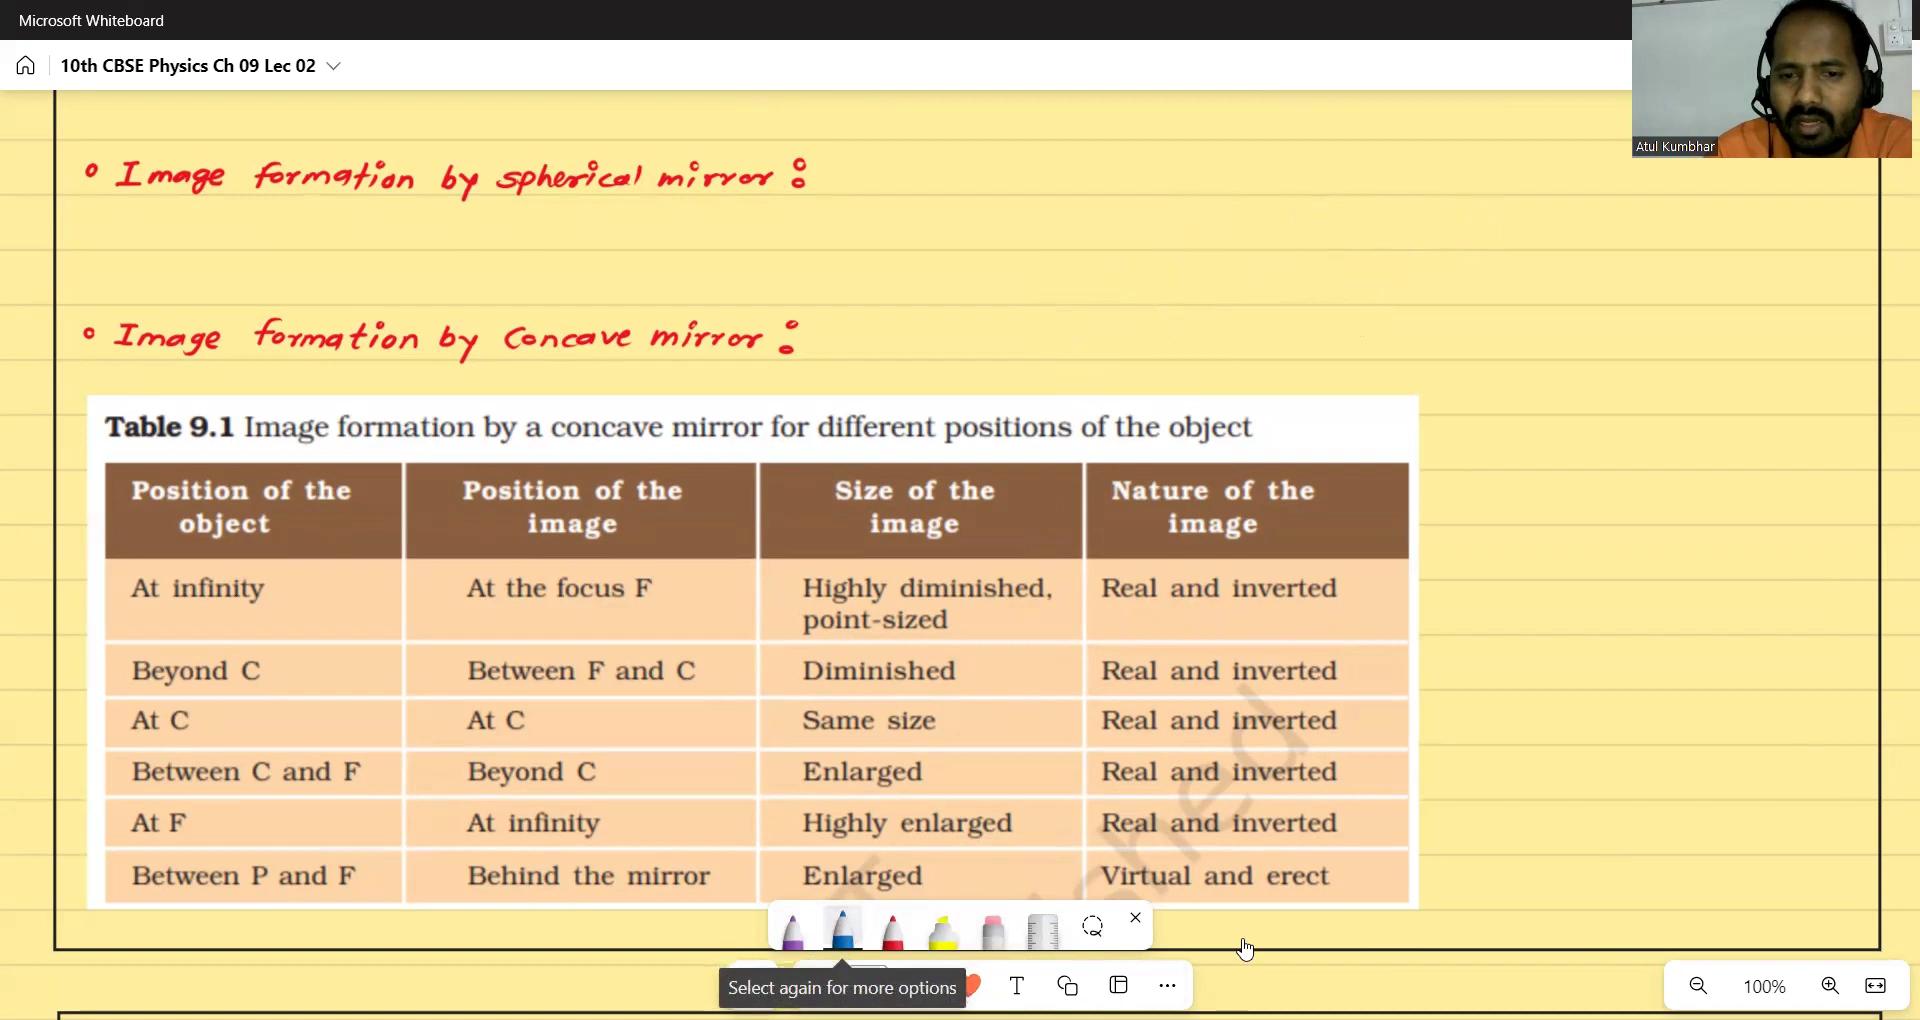 Microsoft Whiteboard
10th CBSE Physics Ch 09 Lec 02
Atul Kumbhar
Image formation by spherical mirror :
Image formation by Concave mirror :
Table 9.1 Image formation by a concave mirror for different positions of the object
Position of the object
Position of the image
Size of the image
Nature of the image
At infinity At the focus F Highly diminished, point-sized Real and inverted
Beyond C Between F and C Diminished Real and inverted
At C At C Same size Real and inverted
Between C and F Beyond C Enlarged Real and inverted
At F At infinity Highly enlarged Real and inverted
Between P and F Behind the mirror Enlarged Virtual and erect
Select again for more options
100%